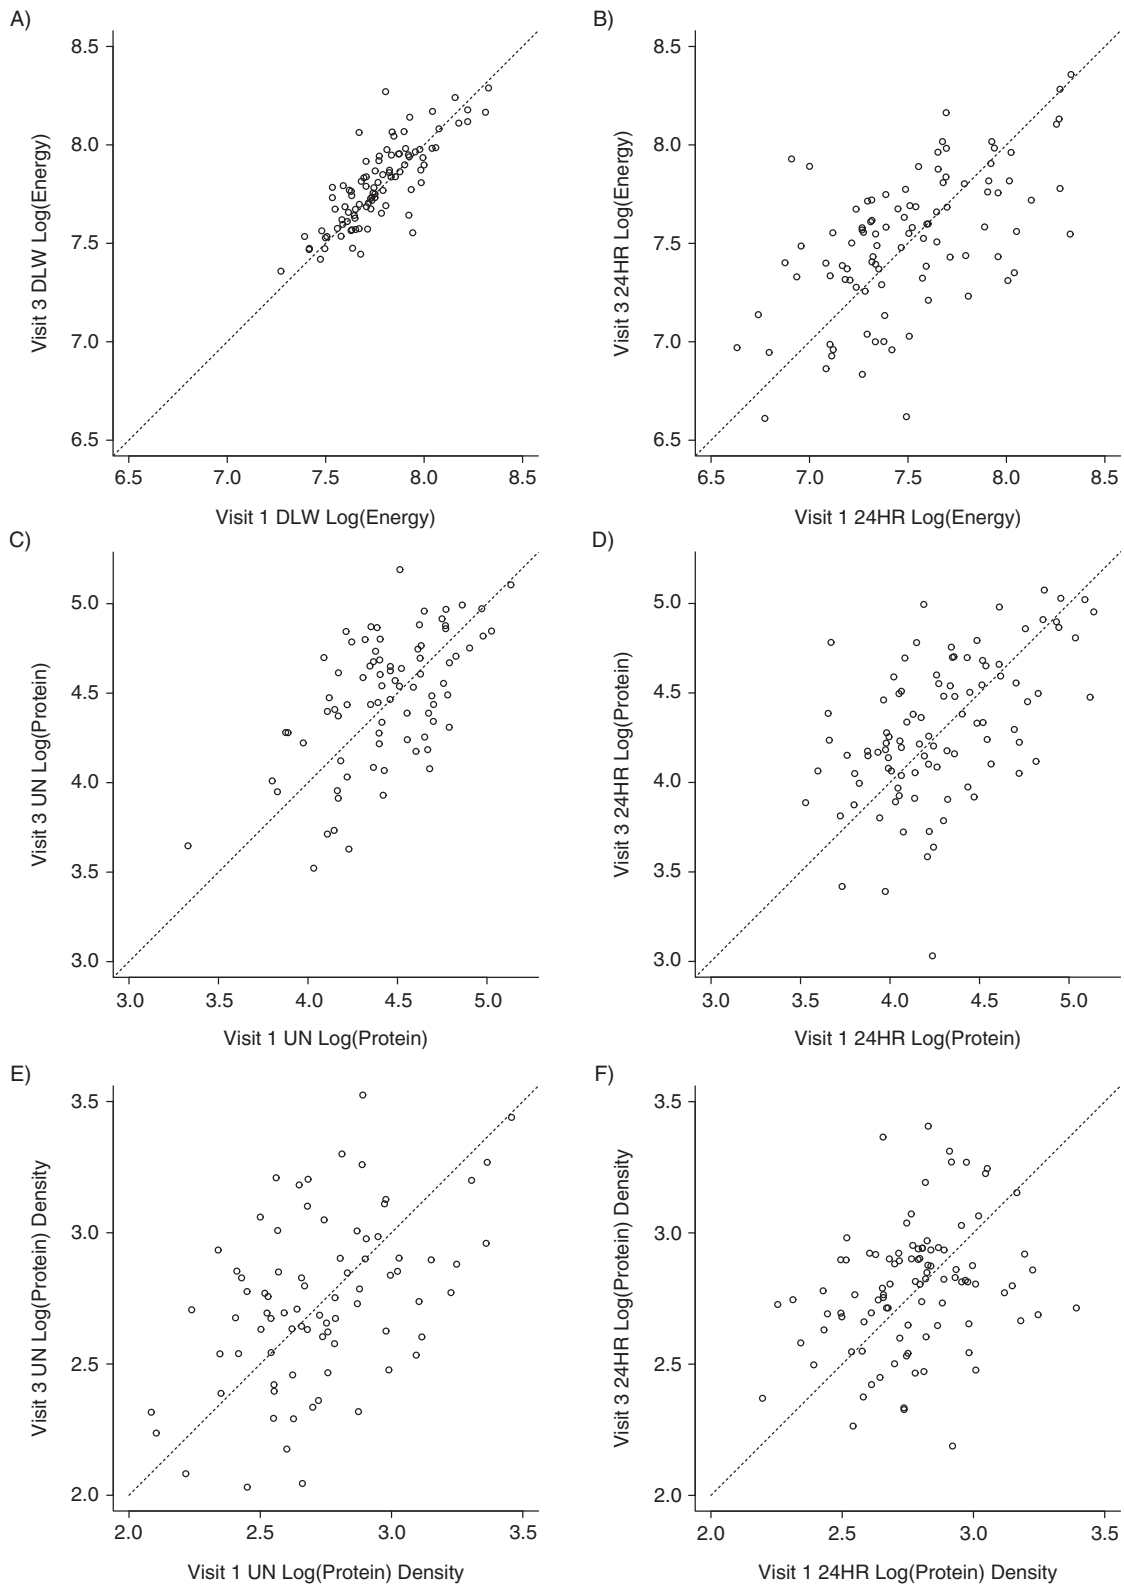 A)
8.5
8.0
7.5
7.0
6.5
Visit 3 DLW Log(Energy)
6.5 7.0 7.5 8.0 8.5
Visit 1 DLW Log(Energy)
B)
8.5
8.0
7.5
7.0
6.5
Visit 3 24HR Log(Energy)
6.5 7.0 7.5 8.0 8.5
Visit 1 24HR Log(Energy)
C)
5.0
4.5
4.0
3.5
3.0
Visit 3 UN Log(Protein)
3.0 3.5 4.0 4.5 5.0
Visit 1 UN Log(Protein)
D)
5.0
4.5
4.0
3.5
3.0
Visit 3 24HR Log(Protein)
3.0 3.5 4.0 4.5 5.0
Visit 1 24HR Log(Protein)
E)
3.5
3.0
2.5
2.0
Visit 3 UN Log(Protein) Density
2.0 2.5 3.0 3.5
Visit 1 UN Log(Protein) Density
F)
3.5
3.0
2.5
2.0
Visit 3 24HR Log(Protein) Density
2.0 2.5 3.0 3.5
Visit 1 24HR Log(Protein) Density